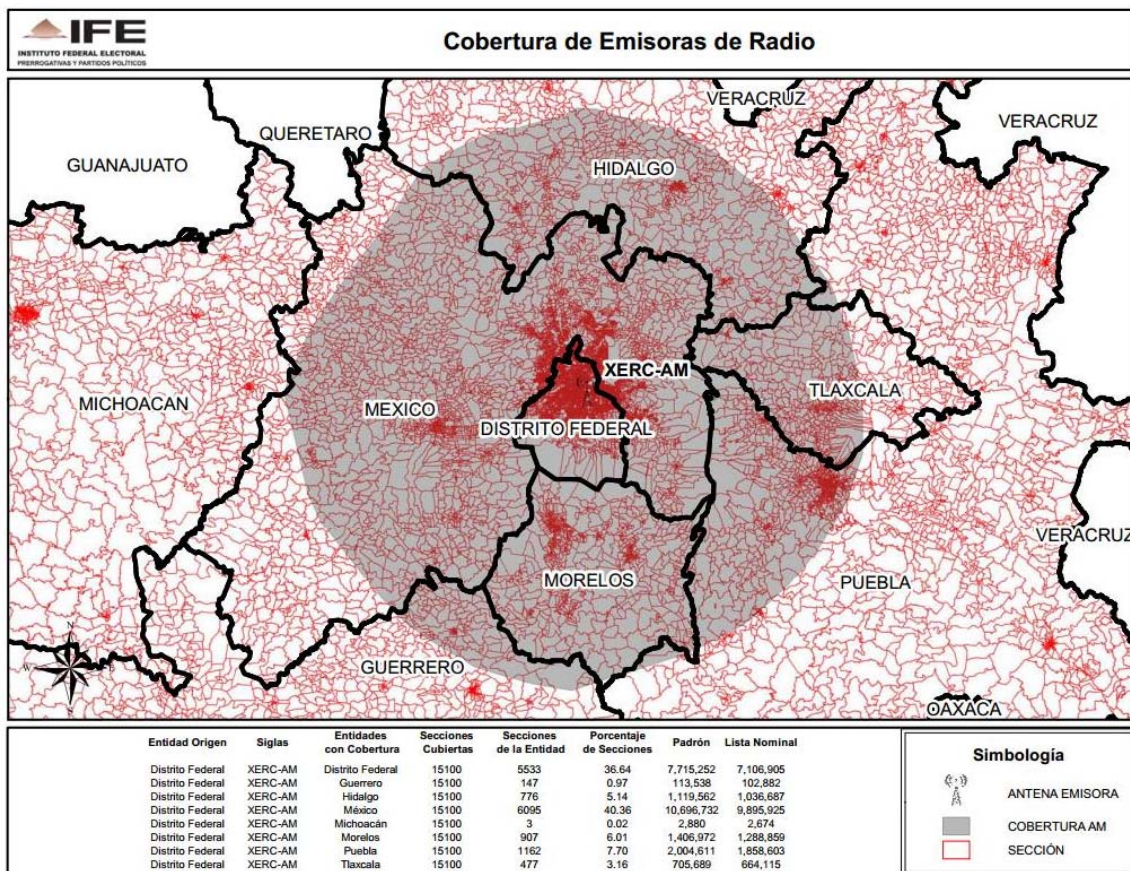 IFE
INSTITUTO FEDERAL ELECTORAL
PRERROGATIVAS Y PARTIDOS POLÍTICOS
Cobertura de Emisoras de Radio
VERACRUZ
VERACRUZ
QUERETARO
GUANAJUATO
HIDALGO
XERC-AM
TLAXCALA
MICHOACAN
MEXICO
DISTRITO FEDERAL
VERACRUZ
MORELOS
PUEBLA
GUERRERO
OAXACA
N
W
Entidad Origen Siglas Entidades con Cobertura Secciones Cubiertas Secciones de la Entidad Porcentaje de Secciones Padrón Lista Nominal
Distrito Federal XERC-AM Distrito Federal 15100 5533 36.64 7,715,252 7,106,905
Distrito Federal XERC-AM Guerrero 15100 147 0.97 113,538 102,882
Distrito Federal XERC-AM Hidalgo 15100 776 5.14 1,119,562 1,036,687
Distrito Federal XERC-AM México 15100 6095 40.36 10,696,732 9,895,925
Distrito Federal XERC-AM Michoacán 15100 3 0.02 2,880 2,674
Distrito Federal XERC-AM Morelos 15100 907 6.01 1,406,972 1,288,859
Distrito Federal XERC-AM Puebla 15100 1162 7.70 2,004,611 1,858,603
Distrito Federal XERC-AM Tlaxcala 15100 477 3.16 705,689 664,115
Simbología
ANTENA EMISORA
COBERTURA AM
SECCIÓN